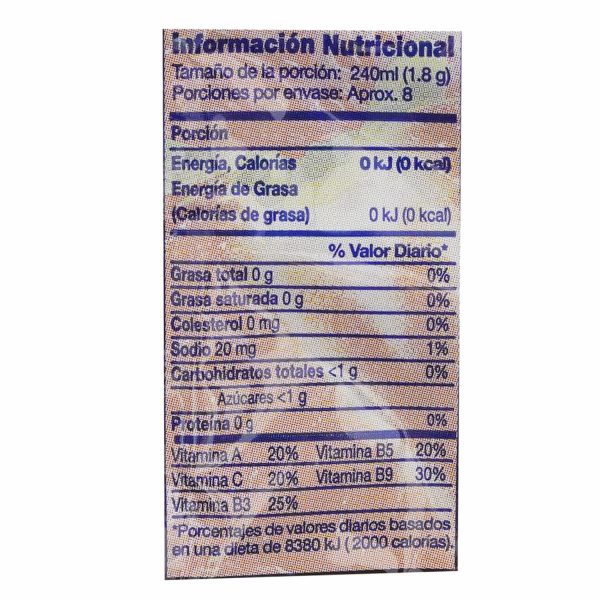 Información Nutricional
Tamaño de la porción: 240ml (1.8 g)
Porciones por envase: Aprox. 8
Porción
Energía, Calorías 0 kJ (0 kcal)
Energía de Grasa
(Calorías de grasa) 0 kJ (0 kcal)
% Valor Diario*
Grasa total 0 g 0%
Grasa saturada 0 g 0%
Colesterol 0 mg 0%
Sodio 20 mg 1%
Carbohidratos totales <1 g 0%
Azúcares <1 g
Proteína 0 g 0%
Vitamina A 20% Vitamina B5 20%
Vitamina C 20% Vitamina B9 30%
Vitamina B3 25%
*Porcentajes de valores diarios basados
en una dieta de 8380 kJ ( 2000 calorías).